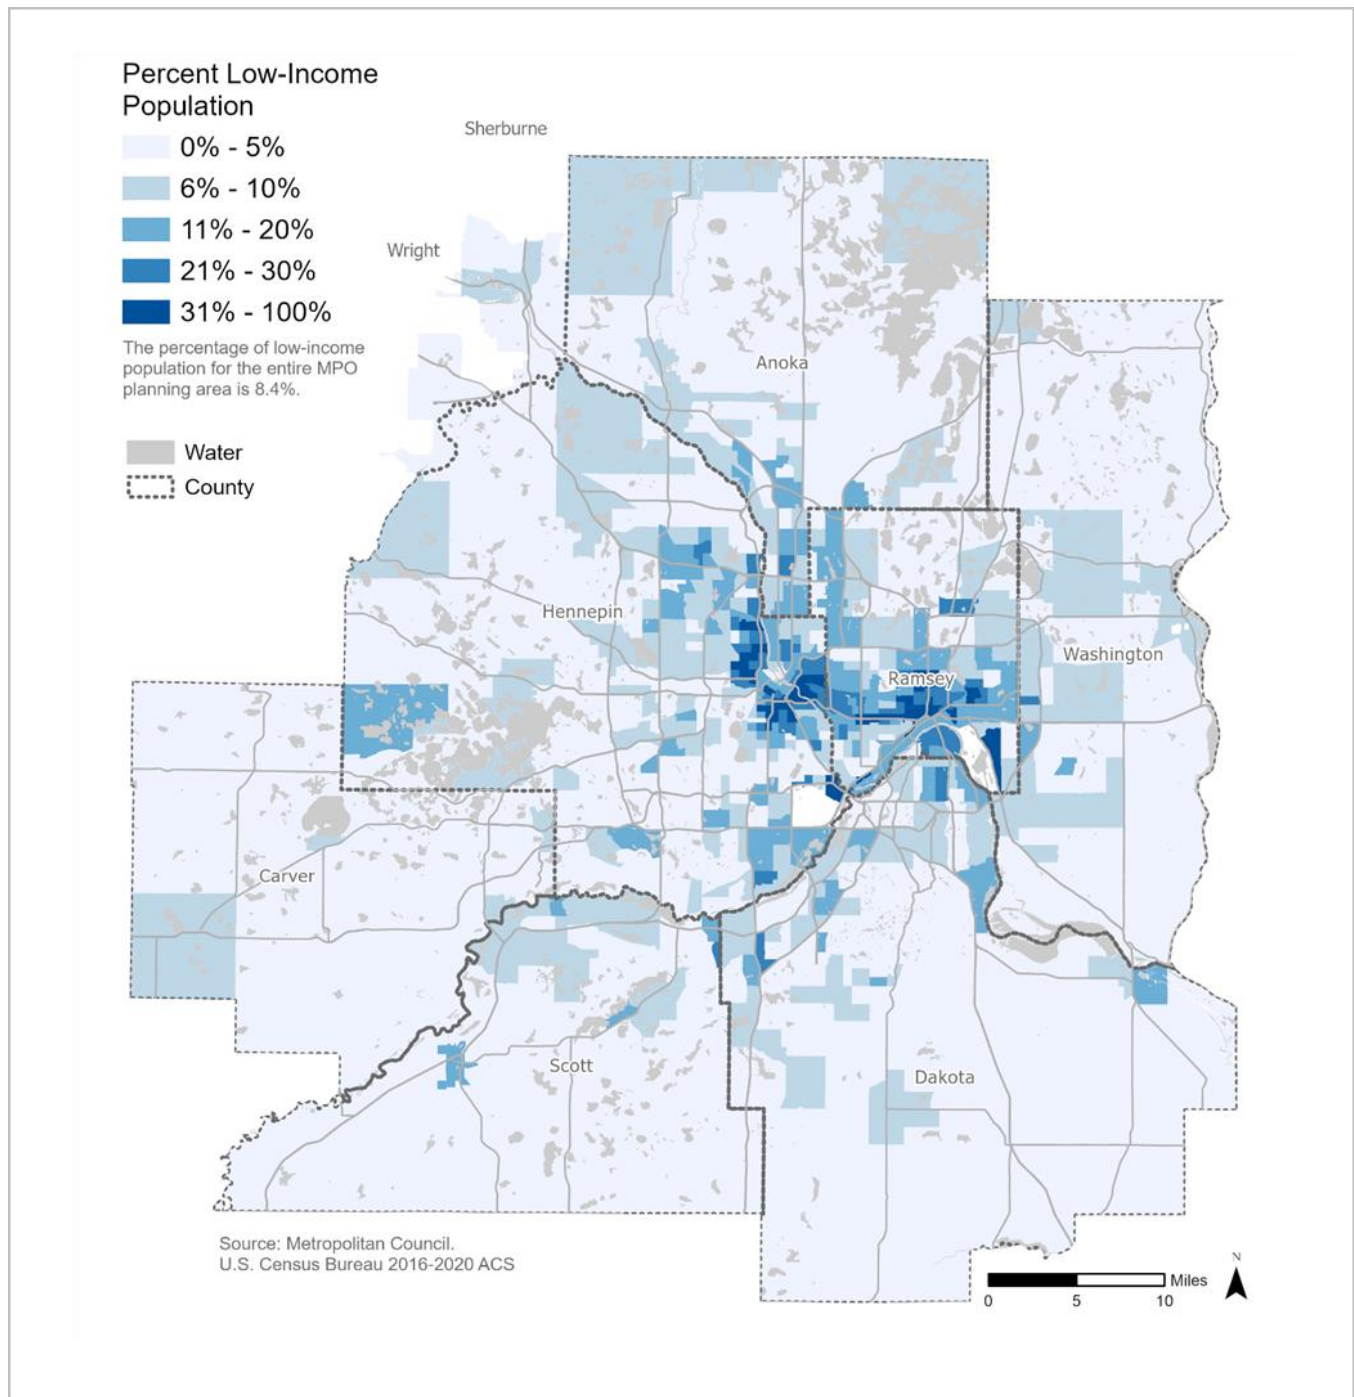 Percent Low-Income
Population
0% - 5%
6% - 10%
11% - 20%
21% - 30%
31% - 100%
The percentage of low-income
population for the entire MPO
planning area is 8.4%.
Water
County
Sherburne
Wright
Anoka
Hennepin
Washington
Ramsey
Carver
Scott
Dakota
Source: Metropolitan Council.
U.S. Census Bureau 2016-2020 ACS
N
Miles
0 5 10